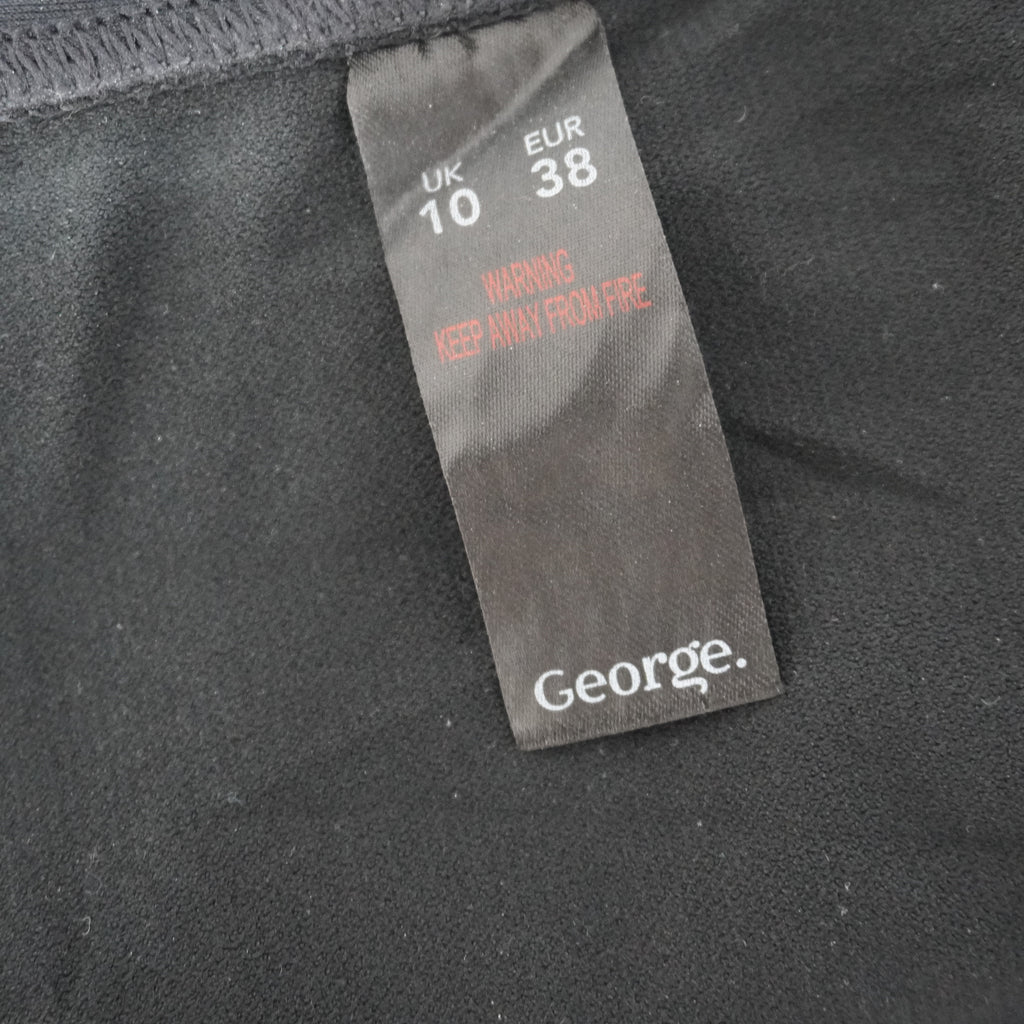 UK EUR
10 38
WARNING
KEEP AWAY FROM FIRE
George.